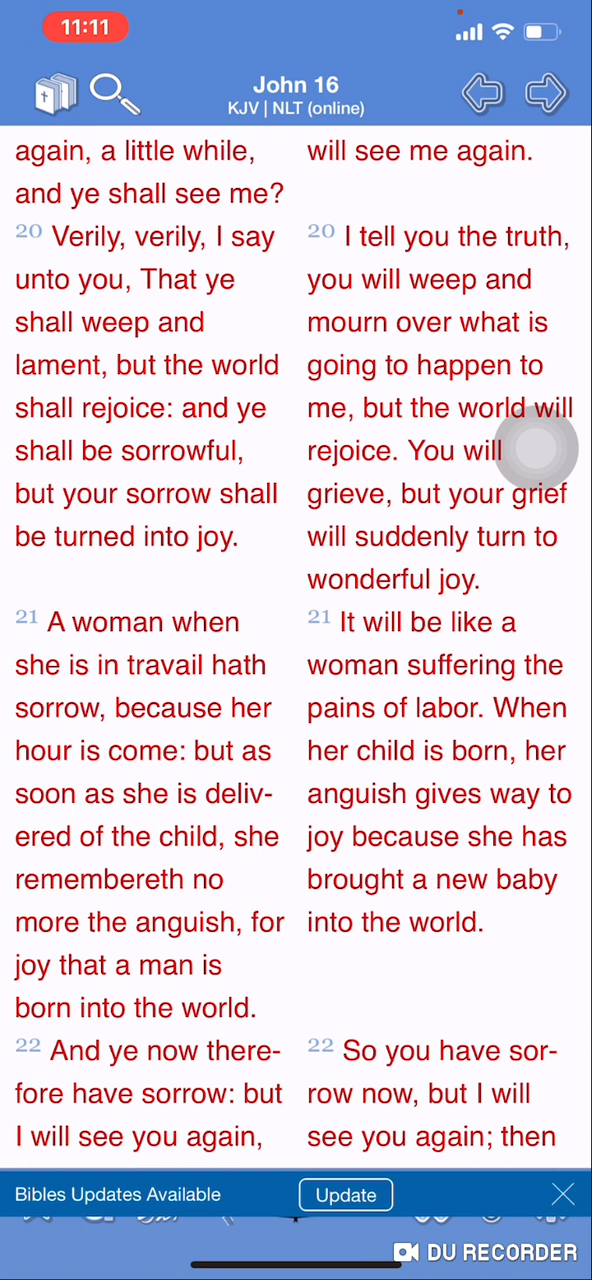 11:11
John 16
KJV | NLT (online)
again, a little while,
and ye shall see me?
20 Verily, verily, I say
unto you, That ye
shall weep and
lament, but the world
shall rejoice: and ye
shall be sorrowful,
but your sorrow shall
be turned into joy.
21 A woman when
she is in travail hath
sorrow, because her
hour is come: but as
soon as she is deliv-
ered of the child, she
remembereth no
more the anguish, for
joy that a man is
born into the world.
22 And ye now there-
fore have sorrow: but
I will see you again,
will see me again.
20 I tell you the truth,
you will weep and
mourn over what is
going to happen to
me, but the world will
rejoice. You will
grieve, but your grief
will suddenly turn to
wonderful joy.
21 It will be like a
woman suffering the
pains of labor. When
her child is born, her
anguish gives way to
joy because she has
brought a new baby
into the world.
22 So you have sor-
row now, but I will
see you again; then
Bibles Updates Available
Update
DU RECORDER